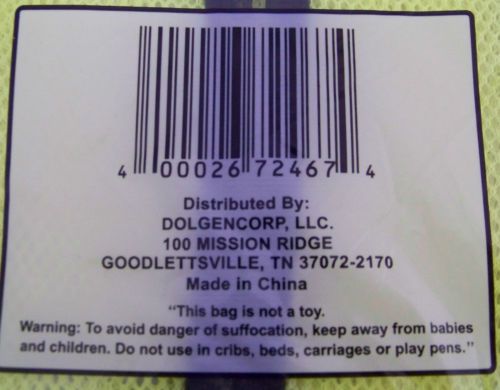 4 00026 72467 4
Distributed By:
DOLGENCORP, LLC.
100 MISSION RIDGE
GOODLETTSVILLE, TN 37072-2170
Made in China
"This bag is not a toy.
Warning: To avoid danger of suffocation, keep away from babies
and children. Do not use in cribs, beds, carriages or play pens."